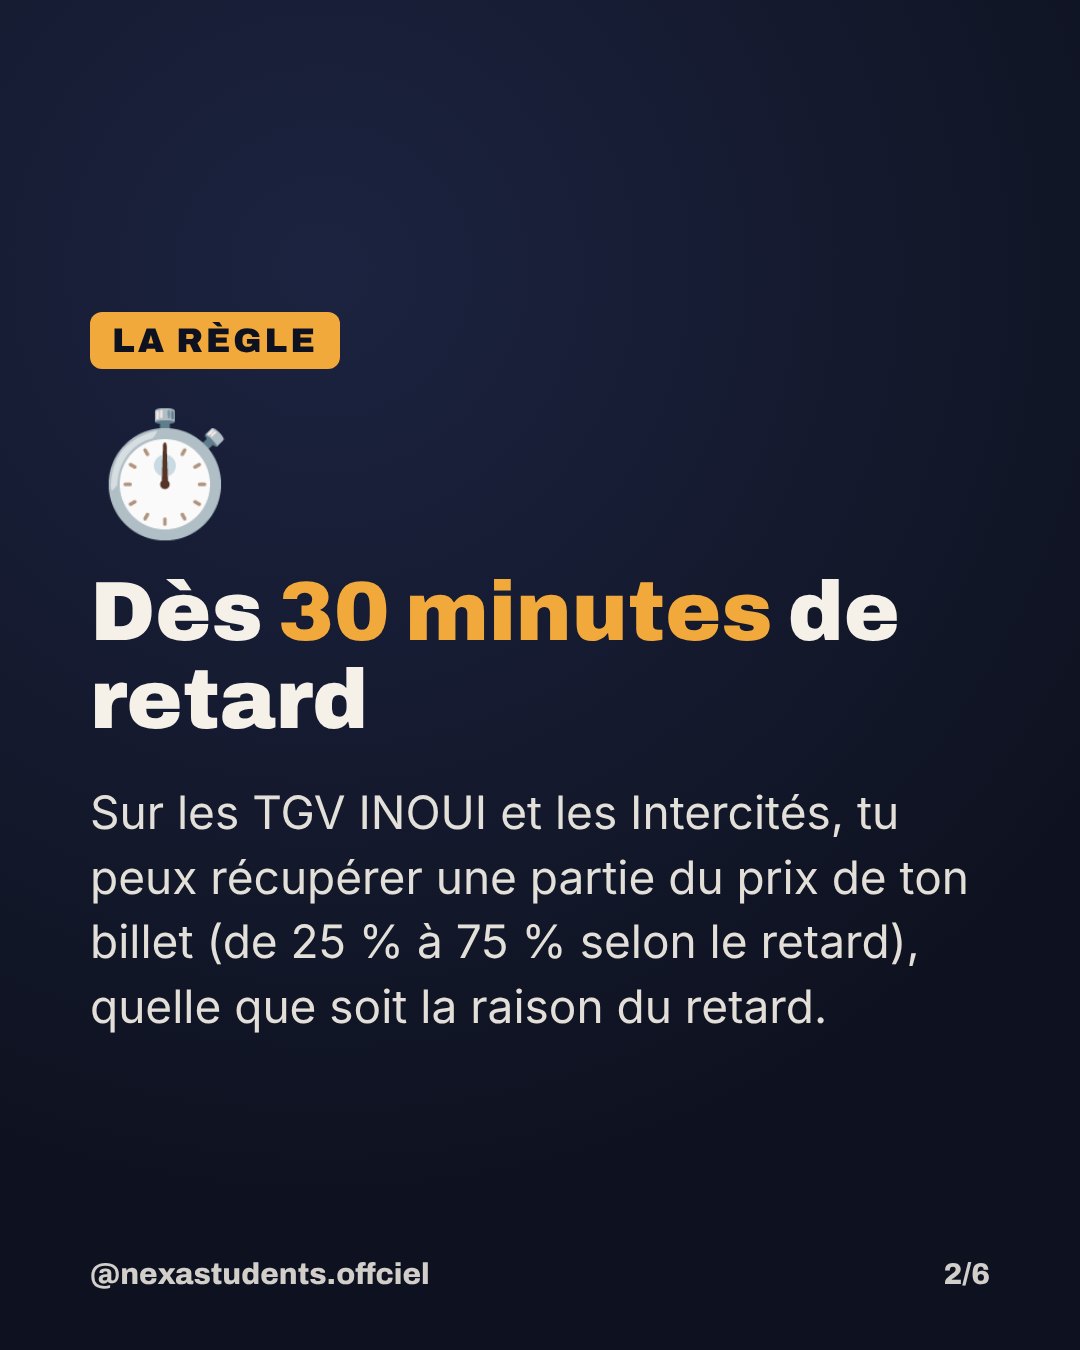 LA RÈGLE
Dès 30 minutes de
retard
Sur les TGV INOUI et les Intercités, tu
peux récupérer une partie du prix de ton
billet (de 25 % à 75 % selon le retard),
quelle que soit la raison du retard.
@nexastudents.offciel
2/6